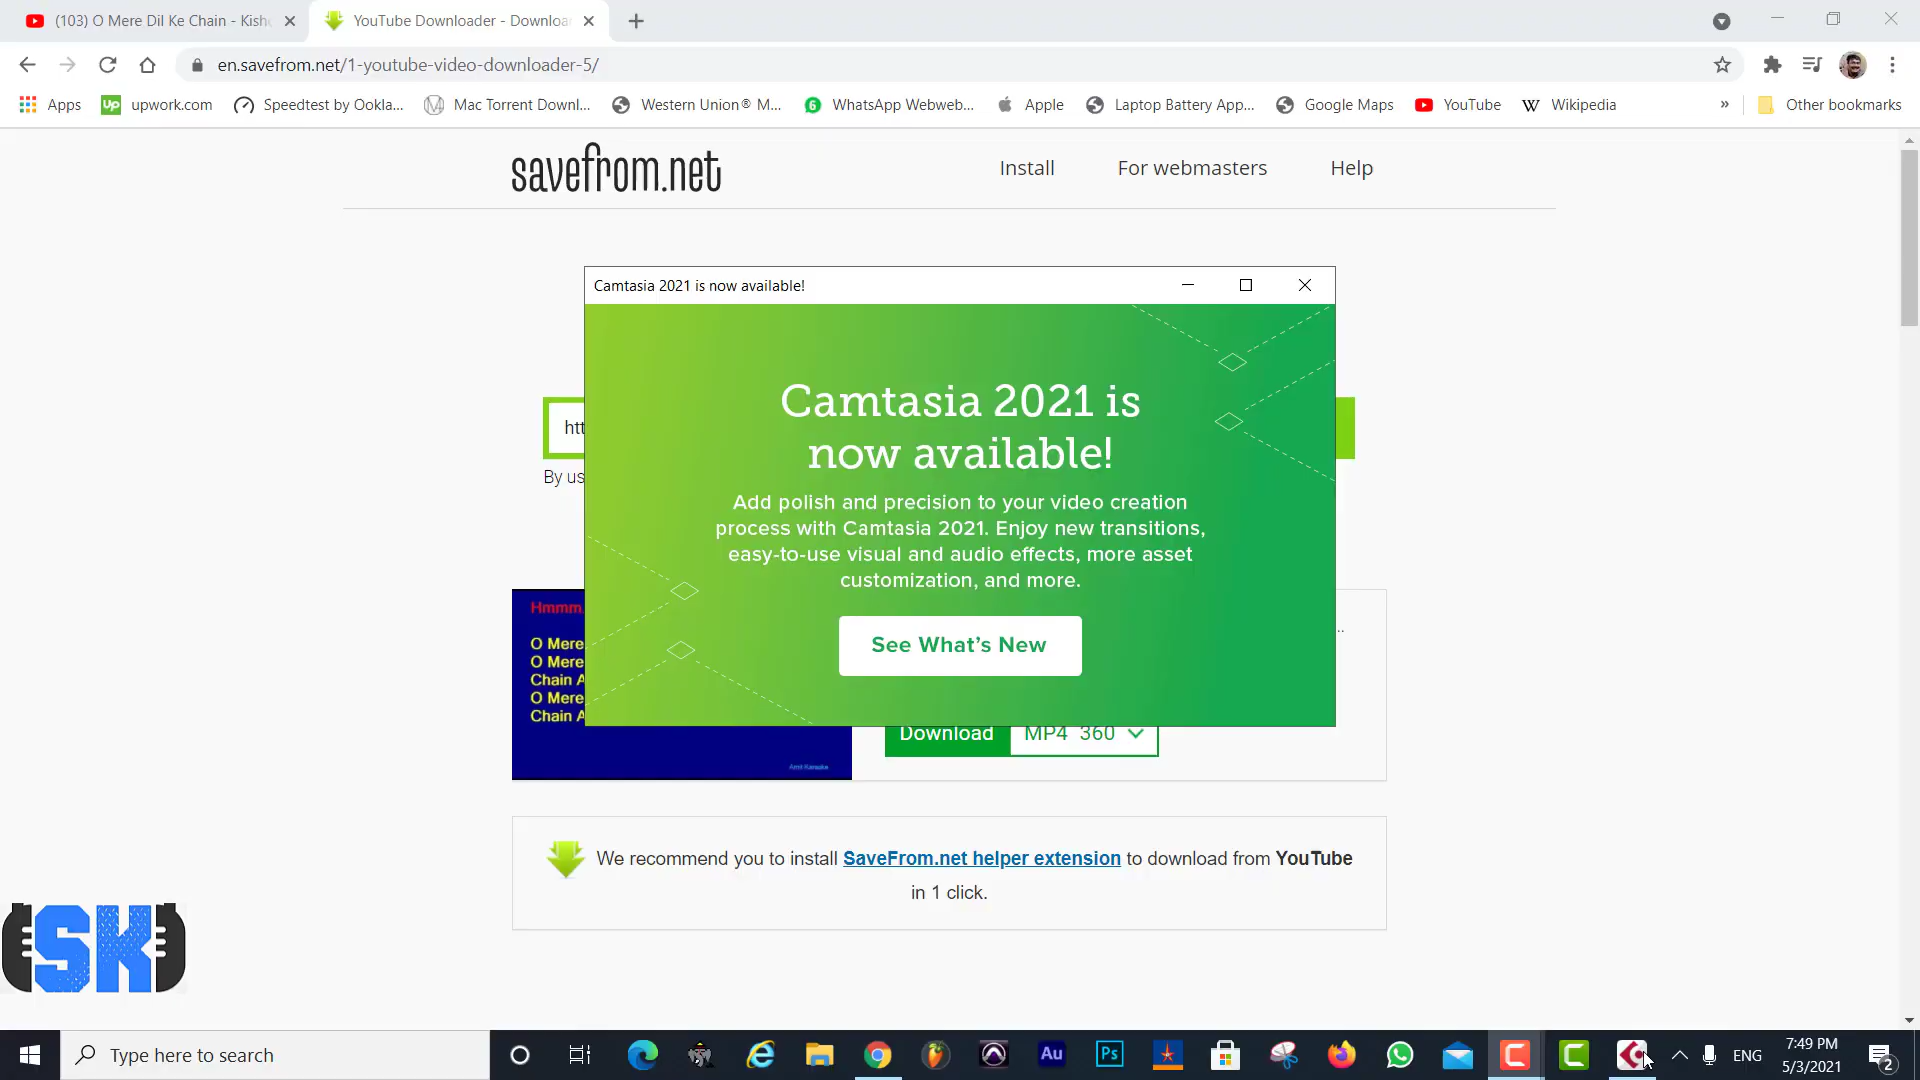 (103) O Mere Dil Ke Chain - Kish
YouTube Downloader - Downloa
en.savefrom.net/1-youtube-video-downloader-5/
Apps
Up upwork.com
Speedtest by Ookla...
Mac Torrent Downl...
Western Union® M...
WhatsApp Webweb...
Apple
Laptop Battery App...
Google Maps
YouTube
W Wikipedia
»
Other bookmarks
savefrom.net
Install
For webmasters
Help
Camtasia 2021 is now available!
Camtasia 2021 is
now available!
htt
By us
Add polish and precision to your video creation
process with Camtasia 2021. Enjoy new transitions,
easy-to-use visual and audio effects, more asset
customization, and more.
See What's New
Hmmm.
O Mere
O Mere
Chain A
O Mere
Chain A
Amit Karaoke
Download MP4 360
We recommend you to install SaveFrom.net helper extension to download from YouTube
in 1 click.
SK
Type here to search
Au
Ps
ENG
7:49 PM
5/3/2021
2